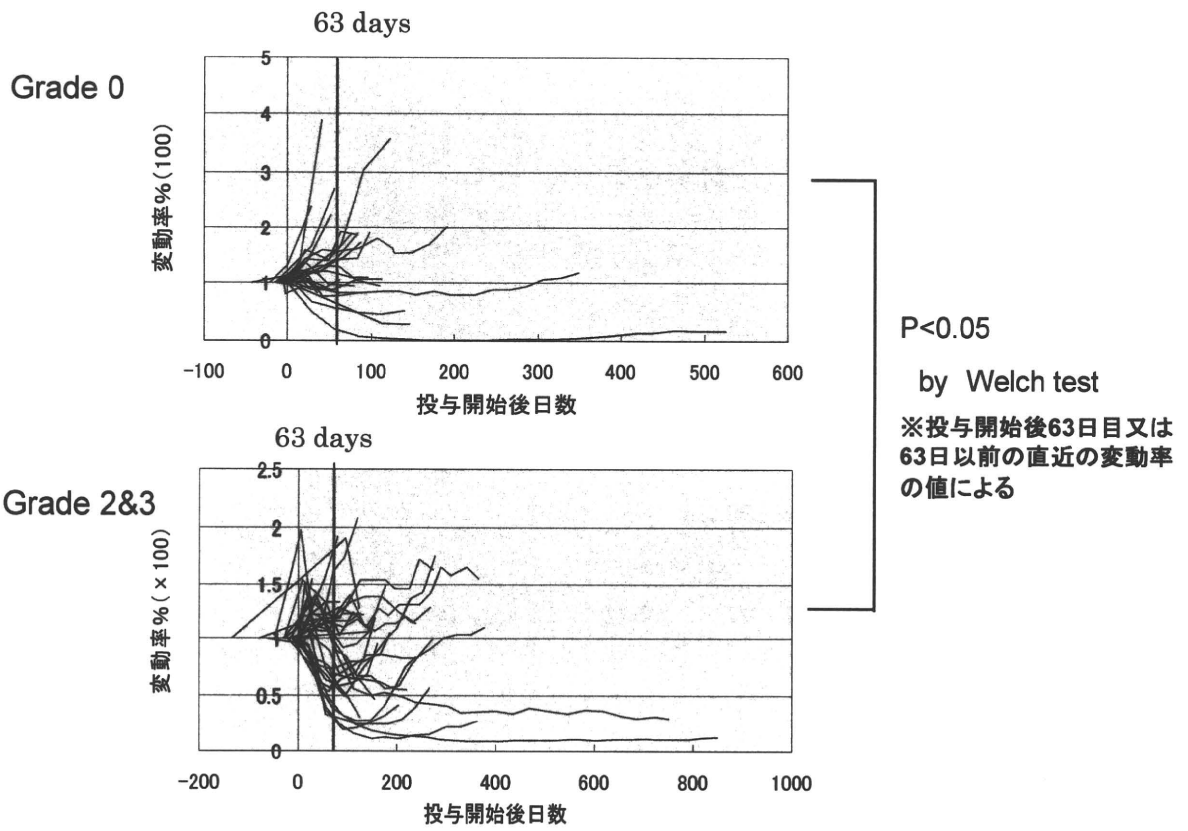 63 days
Grade 0
5
4
3
2
1
0
変動率%(100)
-100 0 100 200 300 400 500 600
投与開始後日数
63 days
Grade 2&3
2.5
2
1.5
1
0.5
0
変動率%(×100)
-200 0 200 400 600 800 1000
投与開始後日数
P<0.05
by Welch test
※投与開始後63日目又は
63日以前の直近の変動率
の値による